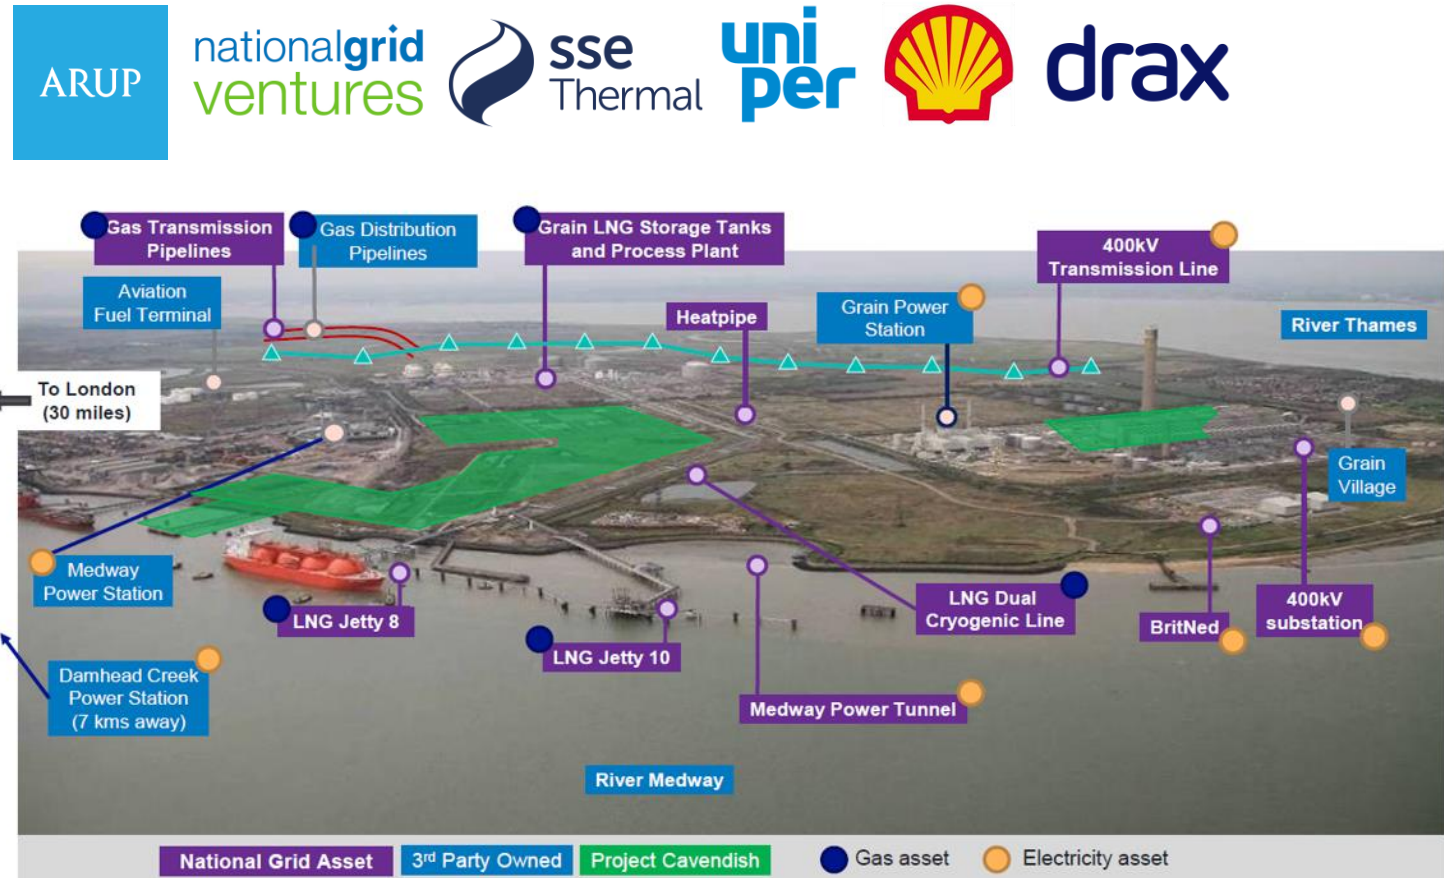 ARUP
nationalgrid
ventures
sse
Thermal
uni
per
drax
Gas Transmission
Pipelines
Gas Distribution
Pipelines
Grain LNG Storage Tanks
and Process Plant
400kV
Transmission Line
Aviation
Fuel Terminal
Heatpipe
Grain Power
Station
River Thames
To London
(30 miles)
Grain
Village
Medway
Power Station
LNG Jetty 8
LNG Dual
Cryogenic Line
BritNed
400kV
substation
LNG Jetty 10
Damhead Creek
Power Station
(7 kms away)
Medway Power Tunnel
River Medway
National Grid Asset
3rd Party Owned
Project Cavendish
Gas asset
Electricity asset